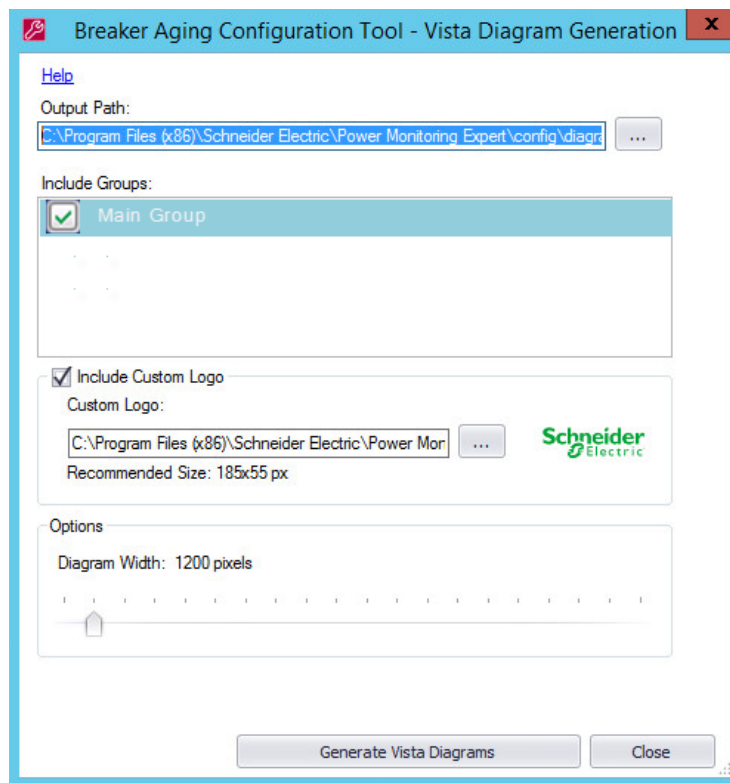 Breaker Aging Configuration Tool - Vista Diagram Generation
x
Help
Output Path:
C:\Program Files (x86)\Schneider Electric\Power Monitoring Expert\config\diagra
...
Include Groups:
Main Group
Include Custom Logo
Custom Logo:
C:\Program Files (x86)\Schneider Electric\Power Mon
...
Schneider
Electric
Recommended Size: 185x55 px
Options
Diagram Width: 1200 pixels
Generate Vista Diagrams
Close